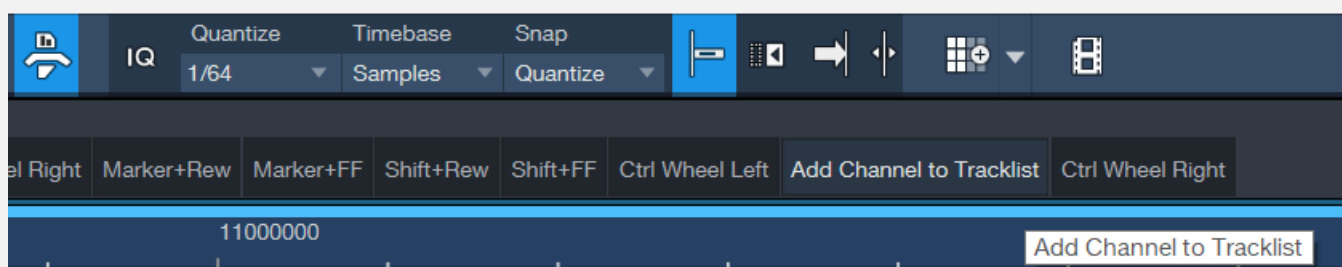 Quantize Timebase Snap
IQ
1/64 Samples Quantize
el Right Marker+Rew Marker+FF Shift+Rew Shift+FF Ctrl Wheel Left Add Channel to Tracklist Ctrl Wheel Right
11000000
Add Channel to Tracklist